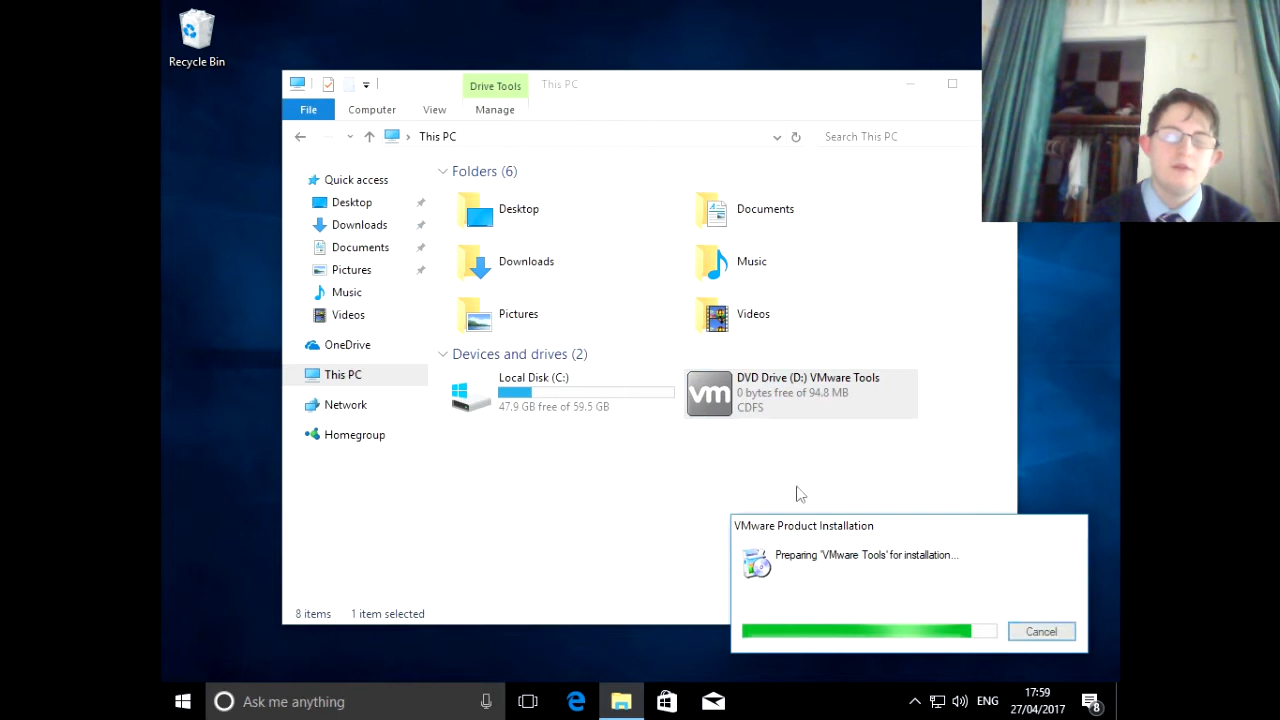 Recycle Bin
Drive Tools
This PC
File
Computer
View
Manage
This PC
Search This PC
Quick access
Desktop
Downloads
Documents
Pictures
Music
Videos
OneDrive
This PC
Network
Homegroup
Folders (6)
Desktop
Documents
Downloads
Music
Pictures
Videos
Devices and drives (2)
Local Disk (C:)
47.9 GB free of 59.5 GB
vm
DVD Drive (D:) VMware Tools
0 bytes free of 94.8 MB
CDFS
VMware Product Installation
Preparing 'VMware Tools' for installation...
Cancel
8 items
1 item selected
Ask me anything
ENG
17:59
27/04/2017
8